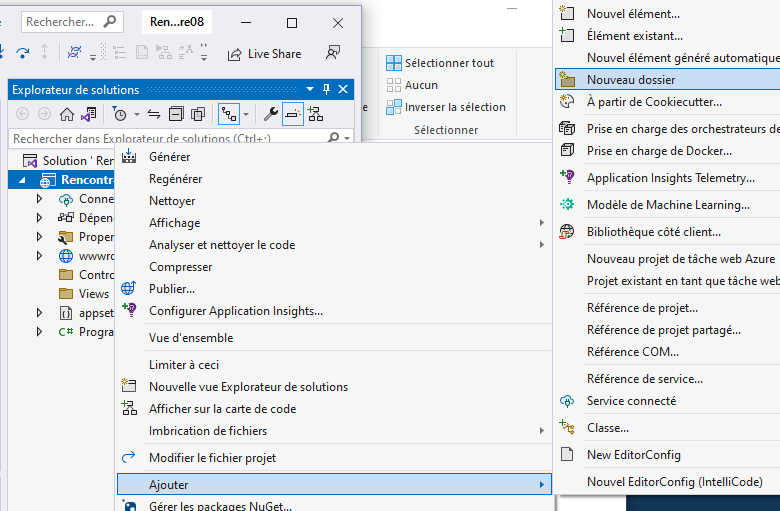 Rechercher...
Ren...re08
Live Share
Explorateur de solutions
Rechercher dans Explorateur de solutions (Ctrl+;)
Solution ' Ren
Rencontr
Conne
Dépen
Proper
wwwro
Contro
Views
appset
C# Progra
Sélectionner tout
Aucun
Inverser la sélection
Sélectionner
Générer
Regénérer
Nettoyer
Affichage
Analyser et nettoyer le code
Compresser
Publier...
Configurer Application Insights...
Vue d'ensemble
Limiter à ceci
Nouvelle vue Explorateur de solutions
Afficher sur la carte de code
Imbrication de fichiers
Modifier le fichier projet
Ajouter
Gérer les packages NuGet...
Nouvel élément...
Élément existant...
Nouvel élément généré automatique
Nouveau dossier
À partir de Cookiecutter...
Prise en charge des orchestrateurs de
Prise en charge de Docker...
Application Insights Telemetry...
Modèle de Machine Learning...
Bibliothèque côté client...
Nouveau projet de tâche web Azure
Projet existant en tant que tâche web
Référence de projet...
Référence de projet partagé...
Référence COM...
Référence de service...
Service connecté
Classe...
New EditorConfig
Nouvel EditorConfig (IntelliCode)